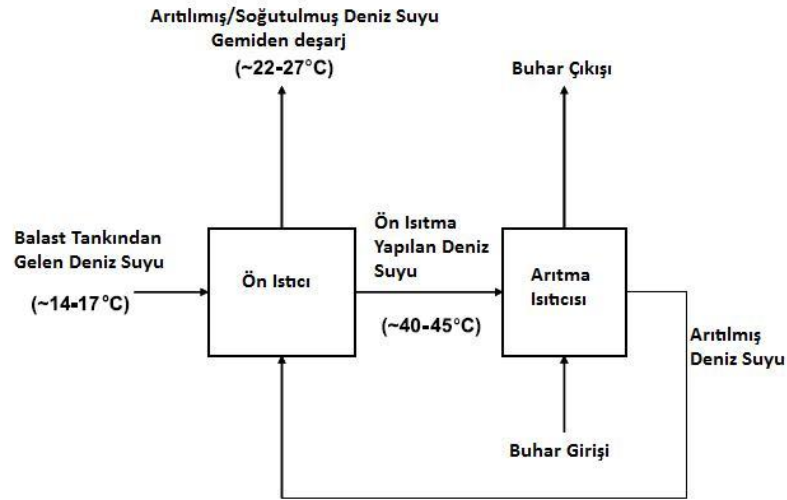 Arıtılımış/Soğutulmuş Deniz Suyu
Gemiden deşarj
(~22-27°C)
Buhar Çıkışı
Balast Tankından
Gelen Deniz Suyu
(~14-17°C)
Ön Istıcı
Ön Isıtma
Yapılan Deniz
Suyu
(~40-45°C)
Arıtma
Isıtıcısı
Arıtılmış
Deniz Suyu
Buhar Girişi